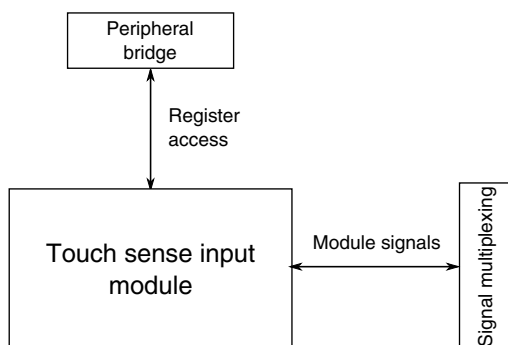 Peripheral
bridge
Register
access
Touch sense input
module
Module signals
Signal multiplexing